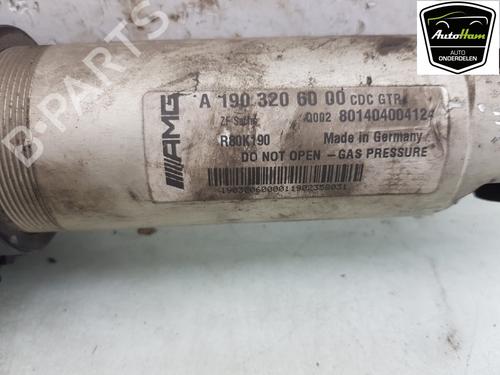 AutoHam
AUTO
ONDERDELEN
AMG
A 190 320 60 00 CDC GTR
ZF Sachs Q002 801404004124
R80K190 Made in Germany
DO NOT OPEN - GAS PRESSURE